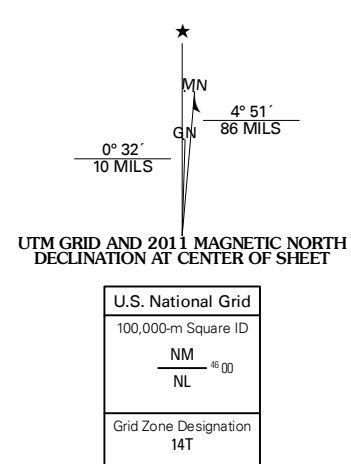 ★
MN
4° 51´
86 MILS
GN
0° 32´
10 MILS
UTM GRID AND 2011 MAGNETIC NORTH
DECLINATION AT CENTER OF SHEET
U.S. National Grid
100,000-m Square ID
NM
46 00
NL
Grid Zone Designation
14T